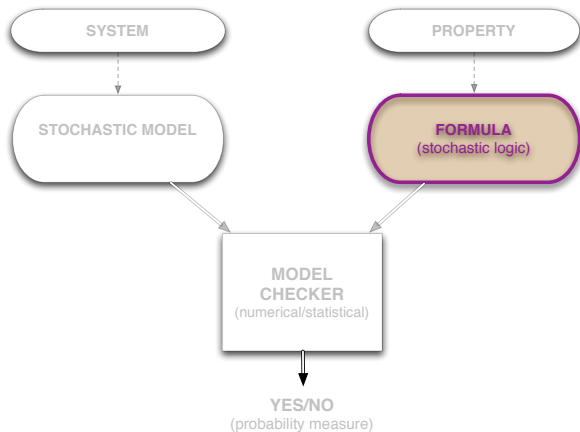 SYSTEM
PROPERTY
STOCHASTIC MODEL
FORMULA
(stochastic logic)
MODEL
CHECKER
(numerical/statistical)
YES/NO
(probability measure)